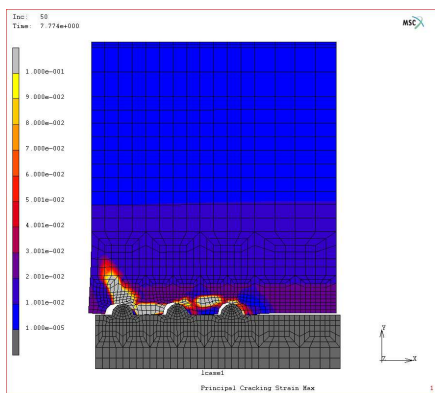 Inc: 50
Time: 7.774e+000
MSC
1.000e-001
9.000e-002
8.000e-002
7.000e-002
6.000e-002
5.001e-002
4.001e-002
3.001e-002
2.001e-002
1.001e-002
1.000e-005
Y
Z X
lcase1
Principal Cracking Strain Max
1